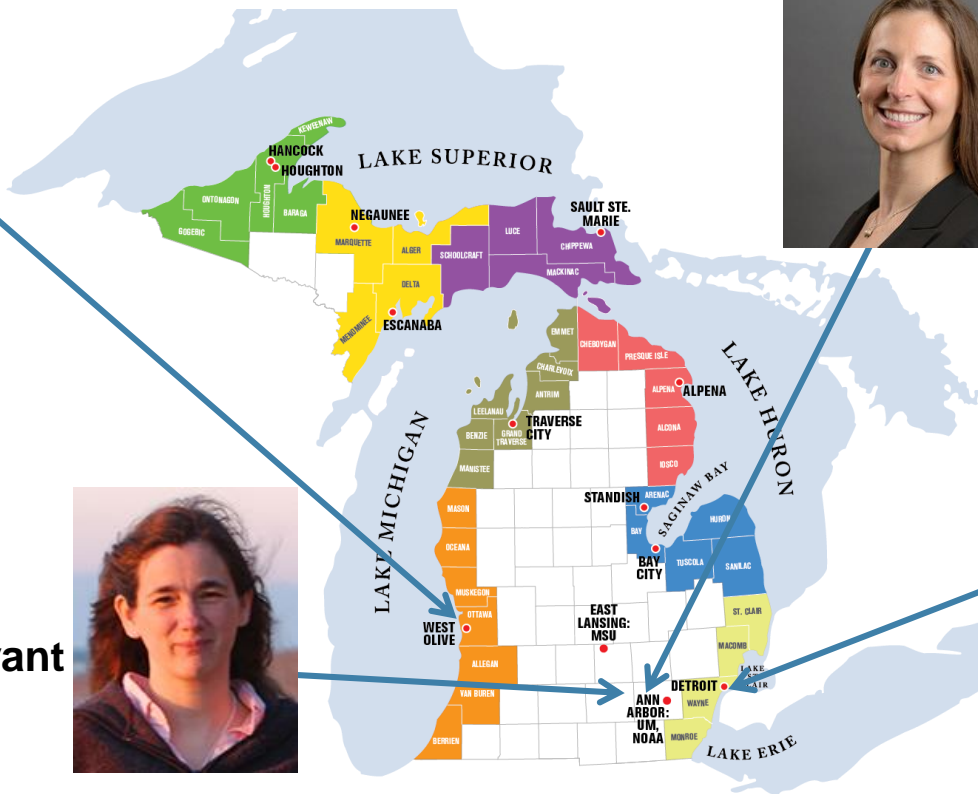 KEWEENAW
HANCOCK
HOUGHTON
LAKE SUPERIOR
ONTOBAGON
HOUGHTON
BARAGA
GOGEBIC
NEGAUNEE
MARQUETTE
ALGER
SCHOOLCRAFT
LUCE
SAULT STE.
MARIE
CHIPPEWA
MACKINAC
DELTA
MENOMINEE
ESCANABA
EMMET
CHEBOYGAN
PRESQUE ISLE
CHARLEVOIX
ANTRIM
ALPENA
ALPENA
LAKE HURON
LEELANAU
BENZIE
GRAND
TRAVERSE
TRAVERSE
CITY
ALCONA
MANISTEE
IOSCO
LAKE MICHIGAN
MASON
OCEANA
MUSKEGON
OTTAWA
WEST
OLIVE
STANDISH
ARENAC
SAGINAW BAY
BAY
BAY
CITY
HURON
TUSCOLA
SANILAC
EAST
LANSING:
MSU
ST. CLAIR
MACOMB
LAKE
AIR
ALLEGAN
VAN BUREN
BERRIEN
DETROIT
WAYNE
ANN
ARBOR:
UM,
NOAA
MONROE
LAKE ERIE